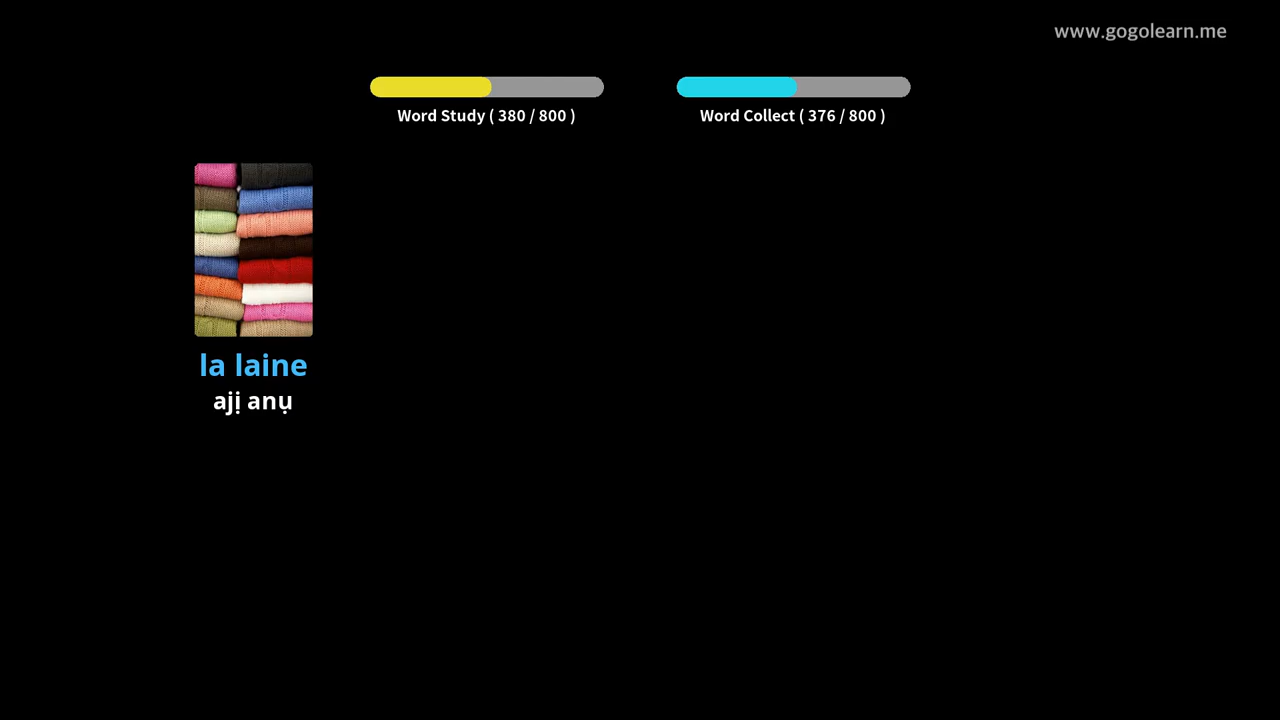 www.gogolearn.me
Word Study ( 380 / 800 )
Word Collect ( 376 / 800 )
la laine
ajị anụ